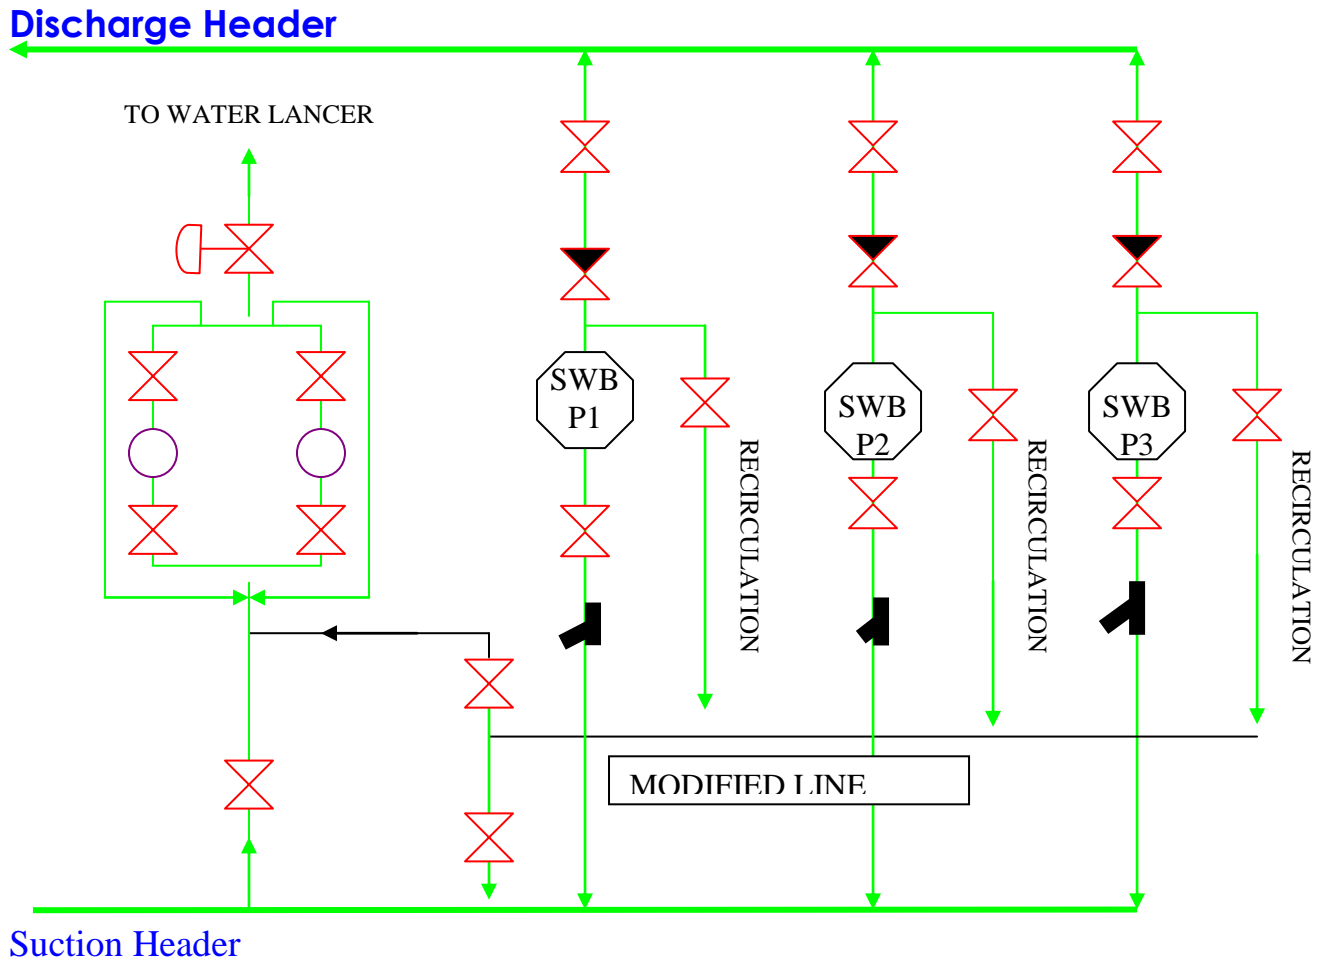 Discharge Header
TO WATER LANCER
SWB
P1
SWB
P2
SWB
P3
RECIRCULATION
RECIRCULATION
RECIRCULATION
MODIFIED LINE
Suction Header